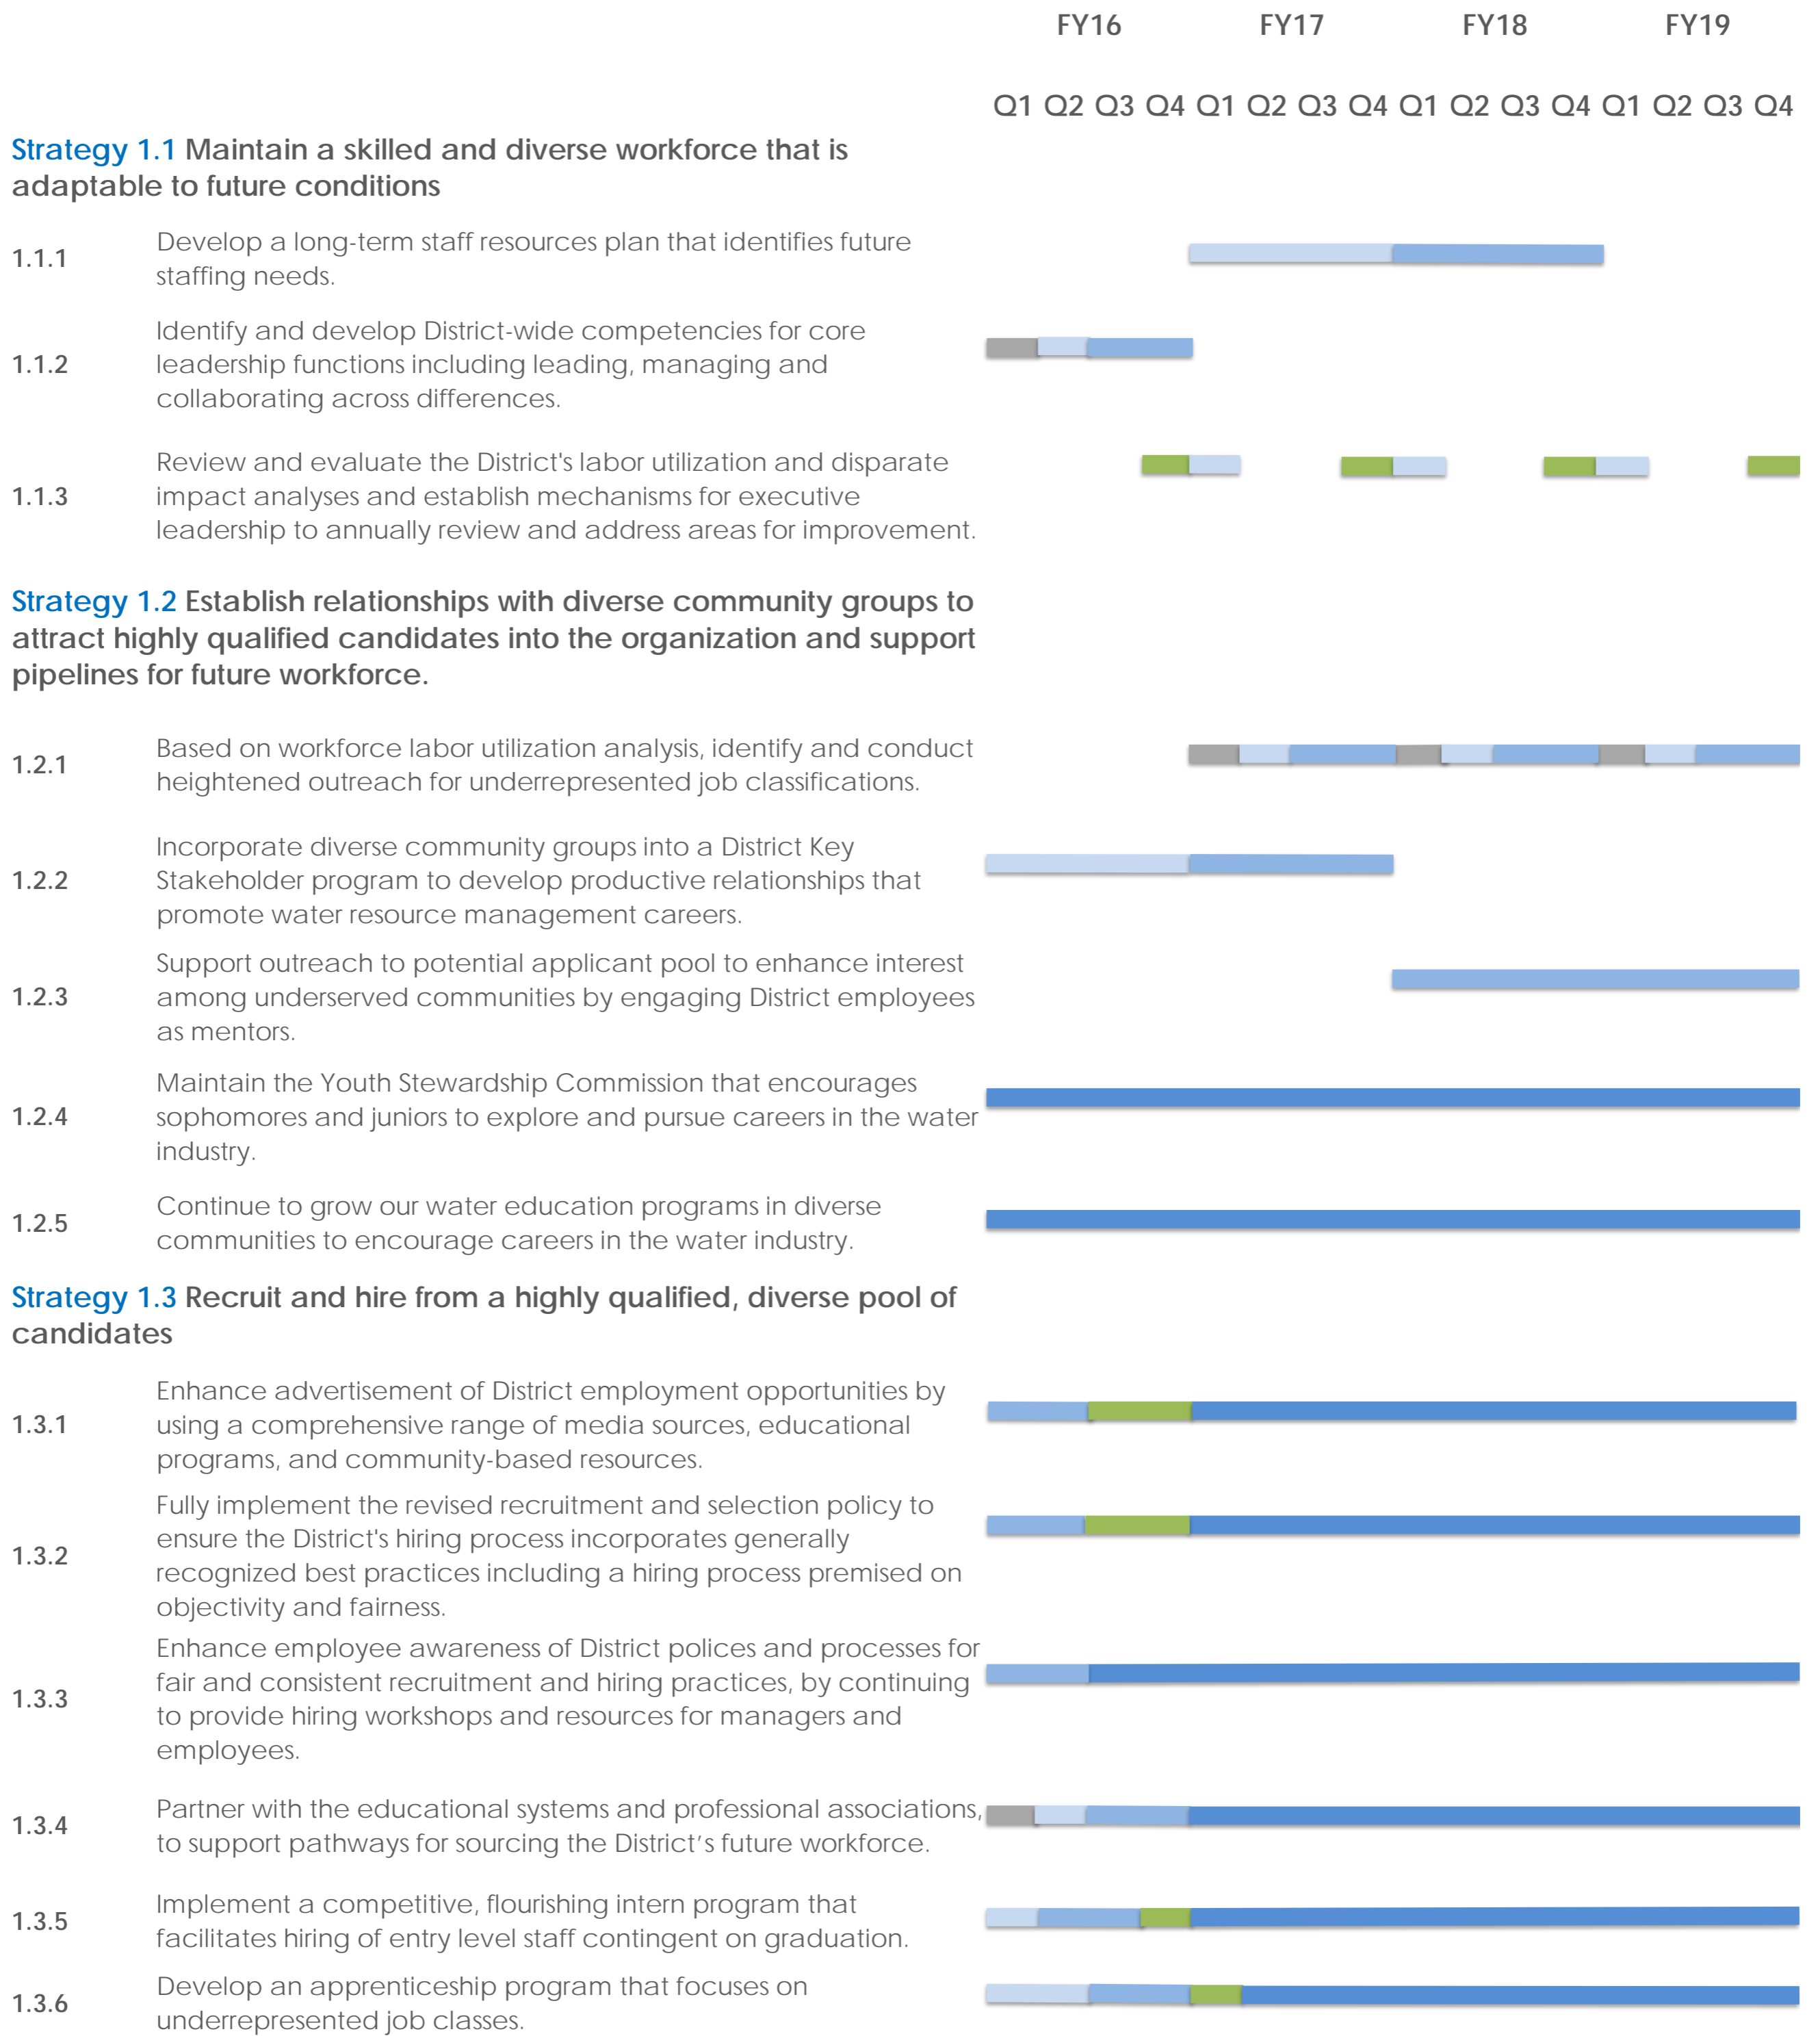 FY16 FY17 FY18 FY19
Q1 Q2 Q3 Q4 Q1 Q2 Q3 Q4 Q1 Q2 Q3 Q4 Q1 Q2 Q3 Q4
Strategy 1.1 Maintain a skilled and diverse workforce that is
adaptable to future conditions
1.1.1
Develop a long-term staff resources plan that identifies future
staffing needs.
1.1.2
Identify and develop District-wide competencies for core
leadership functions including leading, managing and
collaborating across differences.
1.1.3
Review and evaluate the District's labor utilization and disparate
impact analyses and establish mechanisms for executive
leadership to annually review and address areas for improvement.
Strategy 1.2 Establish relationships with diverse community groups to
attract highly qualified candidates into the organization and support
pipelines for future workforce.
1.2.1
Based on workforce labor utilization analysis, identify and conduct
heightened outreach for underrepresented job classifications.
1.2.2
Incorporate diverse community groups into a District Key
Stakeholder program to develop productive relationships that
promote water resource management careers.
1.2.3
Support outreach to potential applicant pool to enhance interest
among underserved communities by engaging District employees
as mentors.
1.2.4
Maintain the Youth Stewardship Commission that encourages
sophomores and juniors to explore and pursue careers in the water
industry.
1.2.5
Continue to grow our water education programs in diverse
communities to encourage careers in the water industry.
Strategy 1.3 Recruit and hire from a highly qualified, diverse pool of
candidates
1.3.1
Enhance advertisement of District employment opportunities by
using a comprehensive range of media sources, educational
programs, and community-based resources.
1.3.2
Fully implement the revised recruitment and selection policy to
ensure the District's hiring process incorporates generally
recognized best practices including a hiring process premised on
objectivity and fairness.
1.3.3
Enhance employee awareness of District polices and processes for
fair and consistent recruitment and hiring practices, by continuing
to provide hiring workshops and resources for managers and
employees.
1.3.4
Partner with the educational systems and professional associations,
to support pathways for sourcing the District’s future workforce.
1.3.5
Implement a competitive, flourishing intern program that
facilitates hiring of entry level staff contingent on graduation.
1.3.6
Develop an apprenticeship program that focuses on
underrepresented job classes.